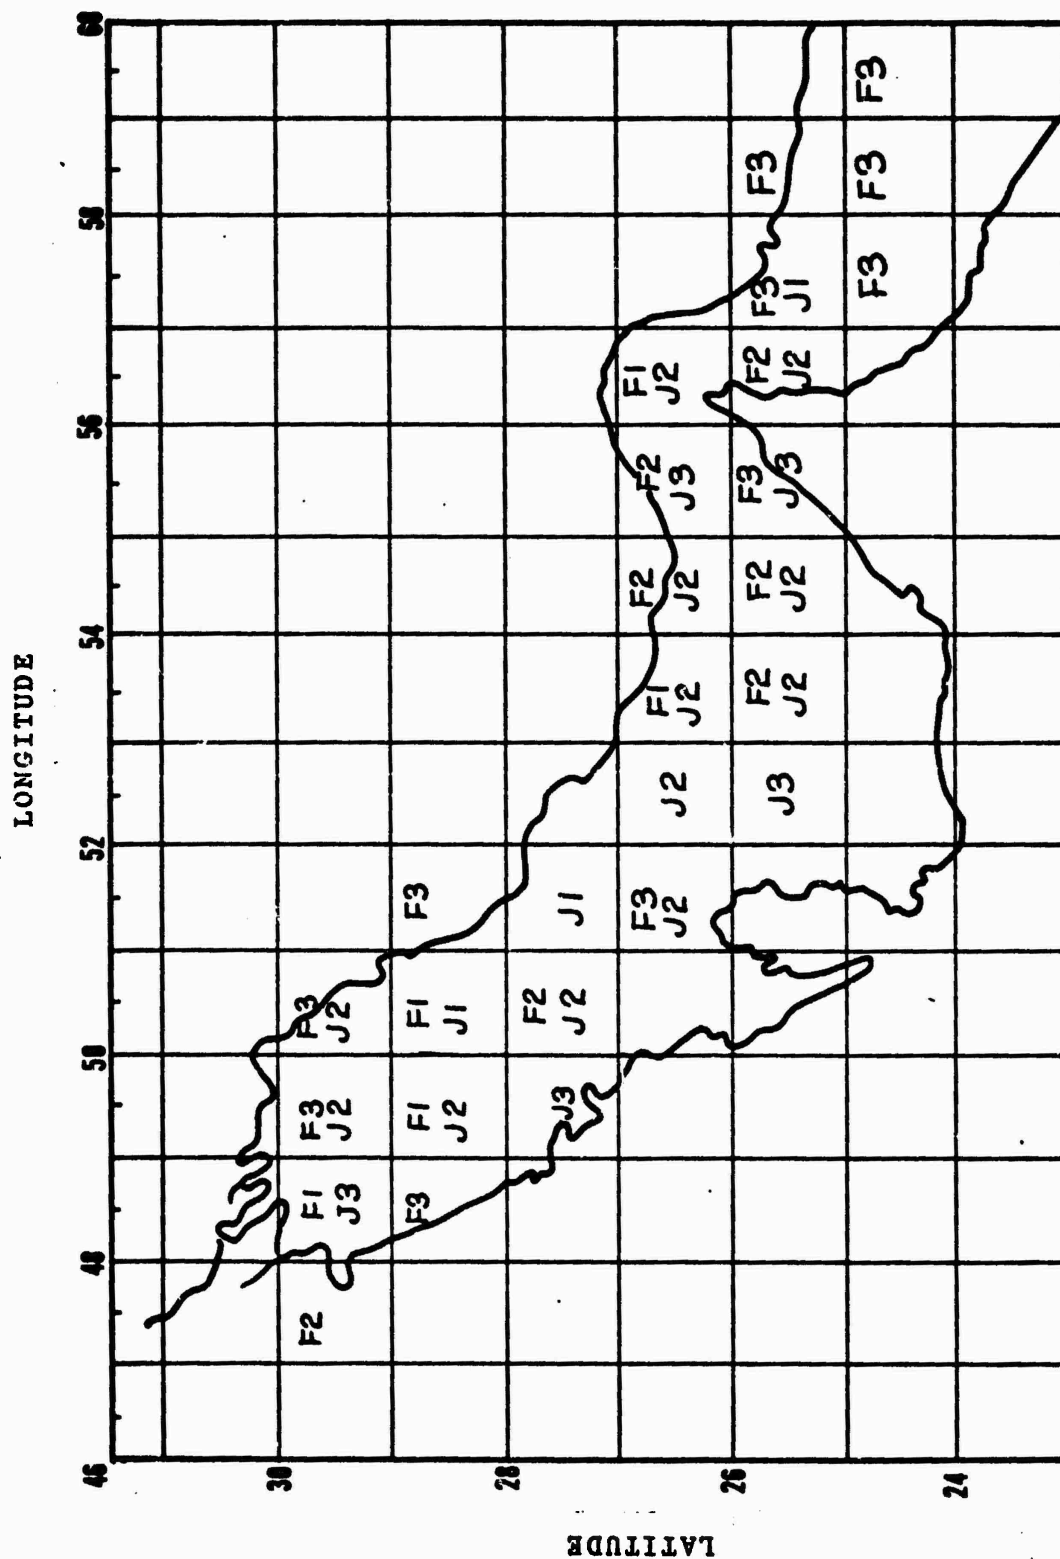 LONGITUDE
46 48 50 52 54 56 58 60
LATITUDE
30
F2 F1 F3 F3
J3 J2 J2
F3 F1 F1 F3
J2 J1
28
F2
J3 J2 J1
F3 F1 F2 F2 F1
J2 J2 J2 J2 J3 J2
26
F2 F2 F3 F2 F3 F3
J3 J2 J2 J3 J2 J1
F3 F3 F3
24